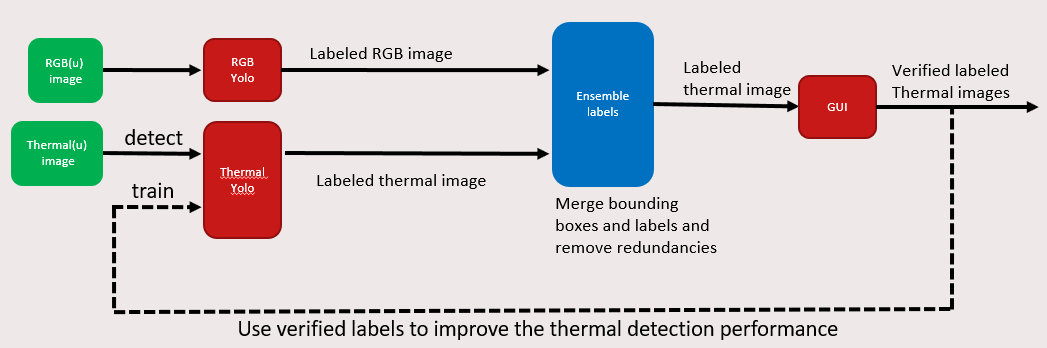 RGB(u)
image
RGB
Yolo
Labeled RGB image
Ensemble
labels
Labeled
thermal image
GUI
Verified labeled
Thermal images
Thermal(u)
image
detect
train
Thermal
Yolo
Labeled thermal image
Merge bounding
boxes and labels and
remove redundancies
Use verified labels to improve the thermal detection performance